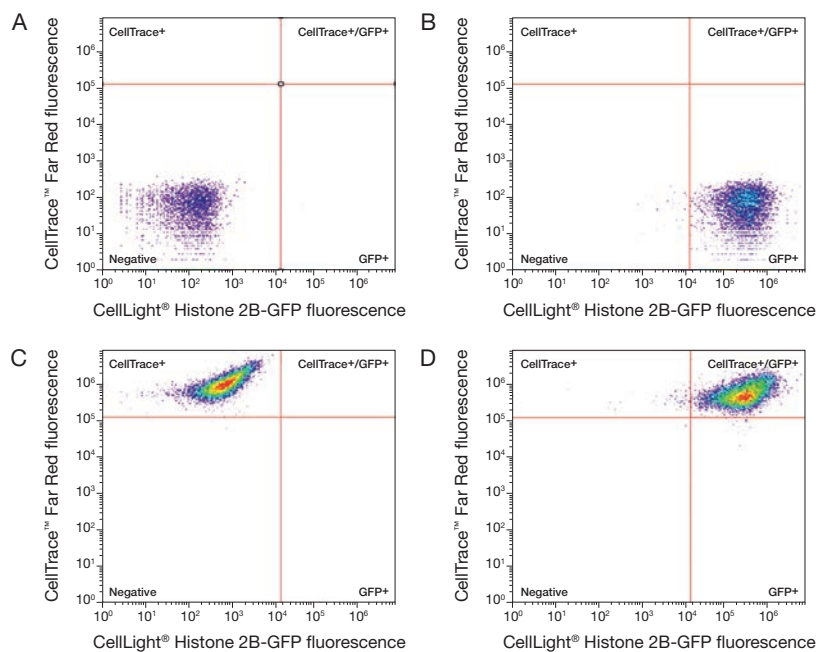 A
CellTrace™ Far Red fluorescence
CellTrace+
CellTrace+/GFP+
10⁶
10⁵
10⁴
10³
10²
10¹
10⁰
Negative
GFP+
10⁰ 10¹ 10² 10³ 10⁴ 10⁵ 10⁶
CellLight® Histone 2B-GFP fluorescence
B
CellTrace™ Far Red fluorescence
CellTrace+
CellTrace+/GFP+
10⁶
10⁵
10⁴
10³
10²
10¹
10⁰
Negative
GFP+
10⁰ 10¹ 10² 10³ 10⁴ 10⁵ 10⁶
CellLight® Histone 2B-GFP fluorescence
C
CellTrace™ Far Red fluorescence
CellTrace+
CellTrace+/GFP+
10⁶
10⁵
10⁴
10³
10²
10¹
10⁰
Negative
GFP+
10⁰ 10¹ 10² 10³ 10⁴ 10⁵ 10⁶
CellLight® Histone 2B-GFP fluorescence
D
CellTrace™ Far Red fluorescence
CellTrace+
CellTrace+/GFP+
10⁶
10⁵
10⁴
10³
10²
10¹
10⁰
Negative
GFP+
10⁰ 10¹ 10² 10³ 10⁴ 10⁵ 10⁶
CellLight® Histone 2B-GFP fluorescence